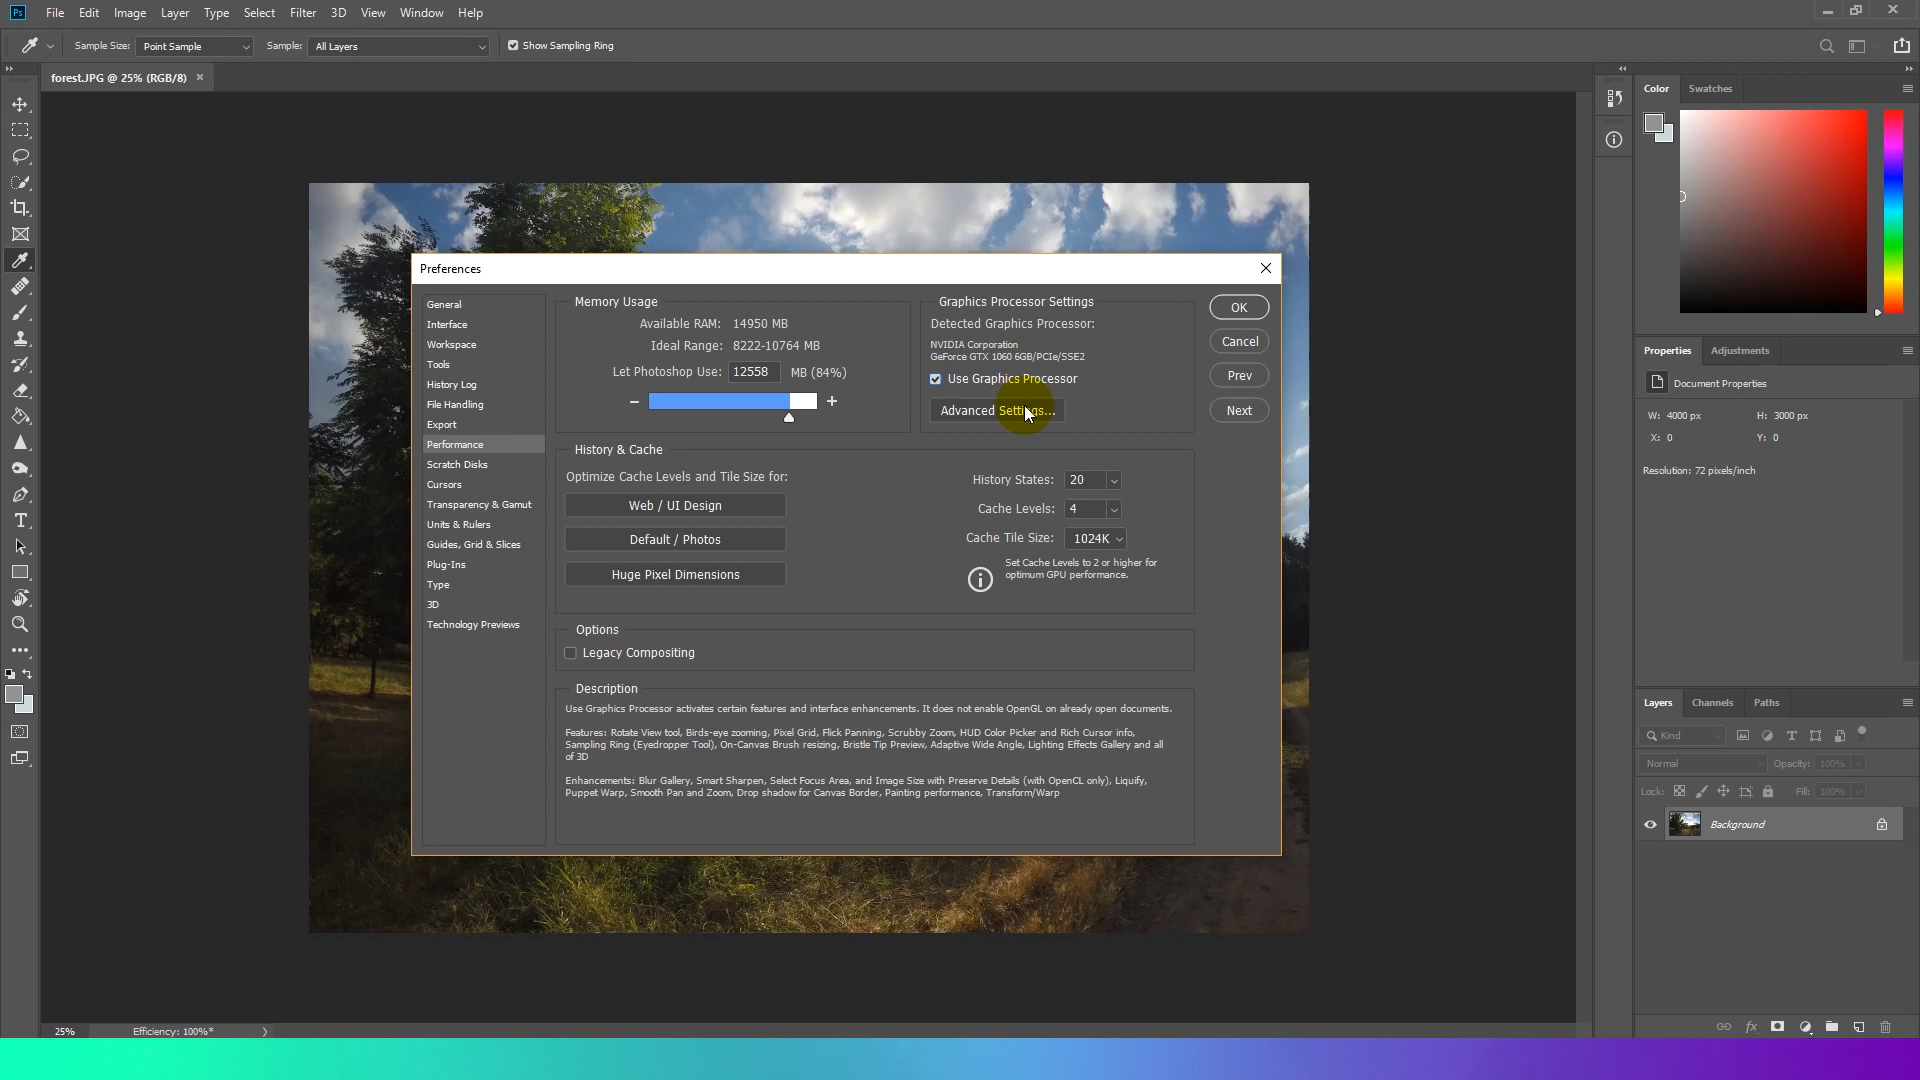 Ps File Edit Image Layer Type Select Filter 3D View Window Help
Sample Size: Point Sample Sample: All Layers Show Sampling Ring
forest.JPG @ 25% (RGB/8)
Color Swatches
Preferences
General
Interface
Workspace
Tools
History Log
File Handling
Export
Performance
Scratch Disks
Cursors
Transparency & Gamut
Units & Rulers
Guides, Grid & Slices
Plug-Ins
Type
3D
Technology Previews
Memory Usage
Available RAM: 14950 MB
Ideal Range: 8222-10764 MB
Let Photoshop Use: 12558 MB (84%)
Graphics Processor Settings
Detected Graphics Processor:
NVIDIA Corporation
GeForce GTX 1060 6GB/PCIe/SSE2
Use Graphics Processor
Advanced Settings...
OK
Cancel
Prev
Next
History & Cache
Optimize Cache Levels and Tile Size for:
Web / UI Design
Default / Photos
Huge Pixel Dimensions
History States: 20
Cache Levels: 4
Cache Tile Size: 1024K
Set Cache Levels to 2 or higher for
optimum GPU performance.
Options
Legacy Compositing
Description
Use Graphics Processor activates certain features and interface enhancements. It does not enable OpenGL on already open documents.
Features: Rotate View tool, Birds-eye zooming, Pixel Grid, Flick Panning, Scrubby Zoom, HUD Color Picker and Rich Cursor info,
Sampling Ring (Eyedropper Tool), On-Canvas Brush resizing, Bristle Tip Preview, Adaptive Wide Angle, Lighting Effects Gallery and all
of 3D
Enhancements: Blur Gallery, Smart Sharpen, Select Focus Area, and Image Size with Preserve Details (with OpenCL only), Liquify,
Puppet Warp, Smooth Pan and Zoom, Drop shadow for Canvas Border, Painting performance, Transform/Warp
Properties Adjustments
Document Properties
W: 4000 px H: 3000 px
X: 0 Y: 0
Resolution: 72 pixels/inch
Layers Channels Paths
Kind
Normal Opacity: 100%
Lock: Fill: 100%
Background
fx
25% Efficiency: 100%*